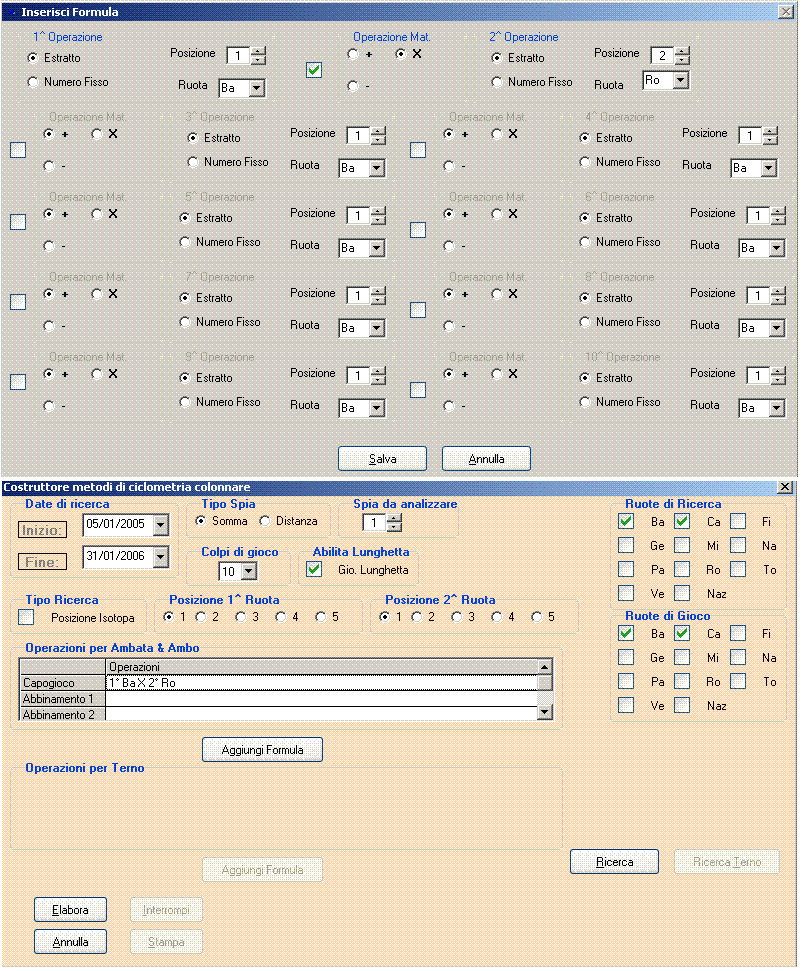 Inserisci Formula
1^ Operazione Operazione Mat. 2^ Operazione
Estratto Posizione 1 + X Estratto Posizione 2
Numero Fisso Ruota Ba - Numero Fisso Ruota Ro
Operazione Mat. 3^ Operazione Operazione Mat. 4^ Operazione
+ X Estratto Posizione 1 + X Estratto Posizione 1
- Numero Fisso Ruota Ba - Numero Fisso Ruota Ba
Operazione Mat. 5^ Operazione Operazione Mat. 6^ Operazione
+ X Estratto Posizione 1 + X Estratto Posizione 1
- Numero Fisso Ruota Ba - Numero Fisso Ruota Ba
Operazione Mat. 7^ Operazione Operazione Mat. 8^ Operazione
+ X Estratto Posizione 1 + X Estratto Posizione 1
- Numero Fisso Ruota Ba - Numero Fisso Ruota Ba
Operazione Mat. 9^ Operazione Operazione Mat. 10^ Operazione
+ X Estratto Posizione 1 + X Estratto Posizione 1
- Numero Fisso Ruota Ba - Numero Fisso Ruota Ba
Salva Annulla
Costruttore metodi di ciclometria colonnare
Date di ricerca Tipo Spia Spia da analizzare Ruote di Ricerca
Inizio: 05/01/2005 Somma Distanza 1 Ba Ca Fi
Ge Mi Na
Fine: 31/01/2006 Colpi di gioco Abilita Lunghetta
10 Gio. Lunghetta Pa Ro To
Ve Naz
Tipo Ricerca Posizione 1^ Ruota Posizione 2^ Ruota Ruote di Gioco
Posizione Isotopa 1 2 3 4 5 1 2 3 4 5 Ba Ca Fi
Operazioni per Ambata & Ambo Ge Mi Na
Operazioni
Capogioco 1° Ba X 2° Ro Pa Ro To
Abbinamento 1 Ve Naz
Abbinamento 2
Aggiungi Formula
Operazioni per Terno
Aggiungi Formula Ricerca Ricerca Terno
Elabora Interrompi
Annulla Stampa